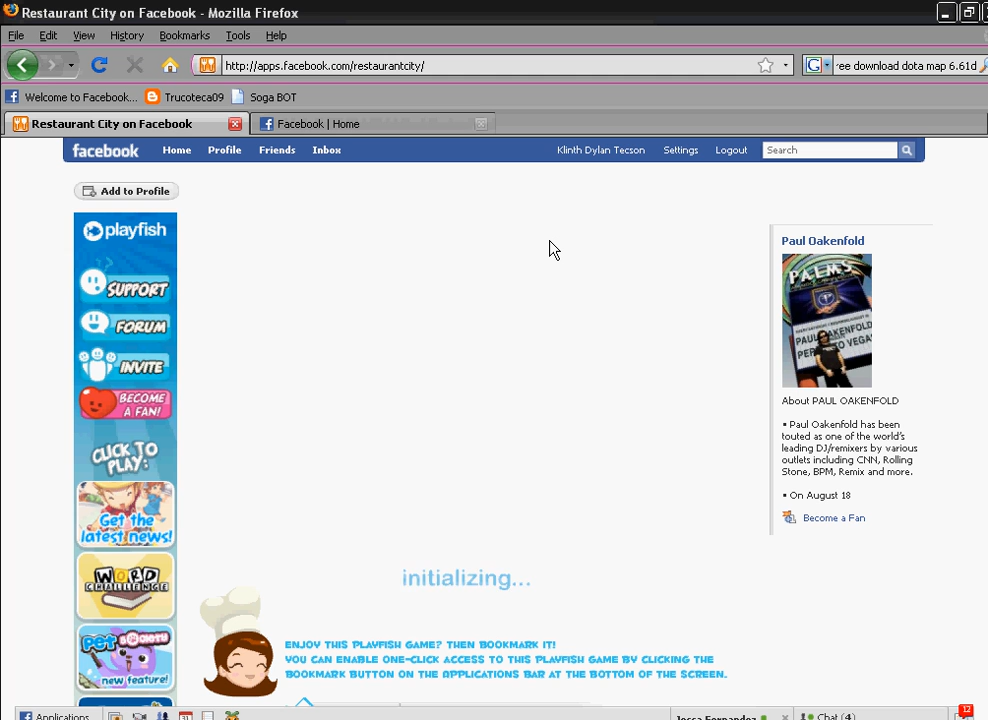 Restaurant City on Facebook - Mozilla Firefox
File Edit View History Bookmarks Tools Help
http://apps.facebook.com/restaurantcity/
ree download dota map 6.61d
Welcome to Facebook... Trucoteca09 Soga BOT
Restaurant City on Facebook
Facebook | Home
facebook Home Profile Friends Inbox Klinth Dylan Tecson Settings Logout Search
Add to Profile
playfish
SUPPORT
FORUM
INVITE
BECOME
A FAN!
CLICK TO
PLAY:
Get the
latest news!
WORD
CHALLENGE
Pet SOCIETY
new feature!
Paul Oakenfold
PALMS
PAUL OAKENFOLD
About PAUL OAKENFOLD
▪ Paul Oakenfold has been
touted as one of the world's
leading DJ/remixers by various
outlets including CNN, Rolling
Stone, BPM, Remix and more.
▪ On August 18
Become a Fan
initializing...
ENJOY THIS PLAYFISH GAME? THEN BOOKMARK IT!
YOU CAN ENABLE ONE-CLICK ACCESS TO THIS PLAYFISH GAME BY CLICKING THE
BOOKMARK BUTTON ON THE APPLICATIONS BAR AT THE BOTTOM OF THE SCREEN.
Applications
31
Jessa Fernandez
Chat (4)
12